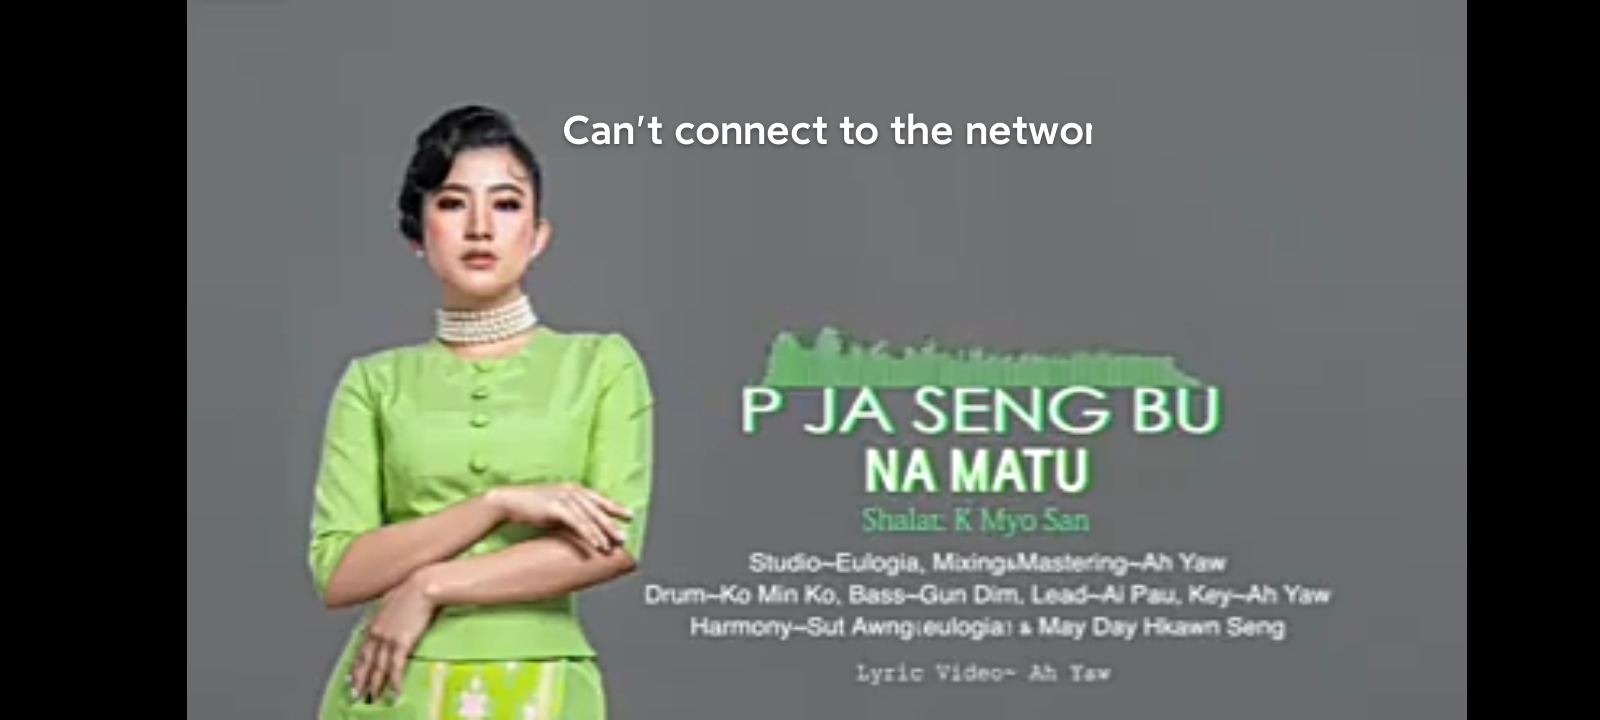 Can't connect to the networ
P JA SENG BU
NA MATU
Shalat: K Myo San
Studio~Eulogia, Mixing&Mastering~Ah Yaw
Drum~Ko Min Ko, Bass~Gun Dim, Lead~Al Pau, Key~Ah Yaw
Harmony~Sut Awng(eulogia) & May Day Hkawn Seng
Lyric Video~ Ah Yaw